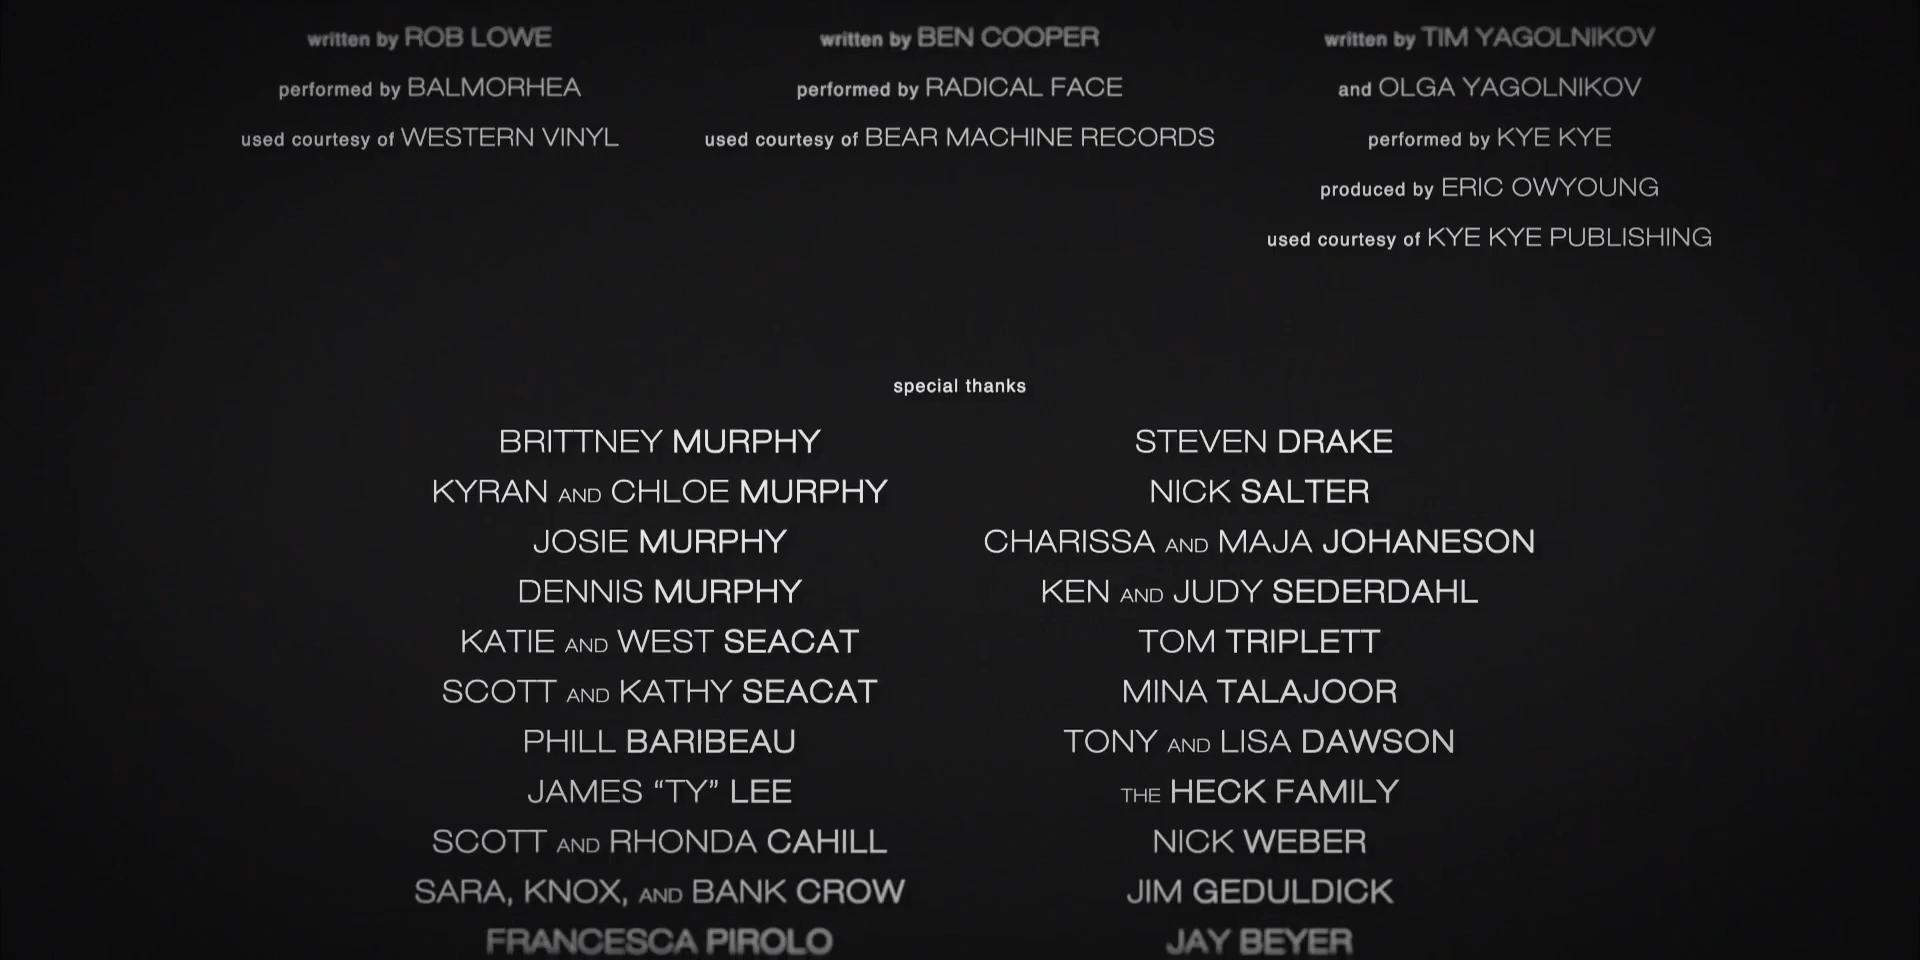 written by ROB LOWE
performed by BALMORHEA
used courtesy of WESTERN VINYL
written by BEN COOPER
performed by RADICAL FACE
used courtesy of BEAR MACHINE RECORDS
written by TIM YAGOLNIKOV
and OLGA YAGOLNIKOV
performed by KYE KYE
produced by ERIC OWYOUNG
used courtesy of KYE KYE PUBLISHING
special thanks
BRITTNEY MURPHY
KYRAN AND CHLOE MURPHY
JOSIE MURPHY
DENNIS MURPHY
KATIE AND WEST SEACAT
SCOTT AND KATHY SEACAT
PHILL BARIBEAU
JAMES “TY” LEE
SCOTT AND RHONDA CAHILL
SARA, KNOX, AND BANK CROW
FRANCESCA PIROLO
STEVEN DRAKE
NICK SALTER
CHARISSA AND MAJA JOHANESON
KEN AND JUDY SEDERDAHL
TOM TRIPLETT
MINA TALAJOOR
TONY AND LISA DAWSON
THE HECK FAMILY
NICK WEBER
JIM GEDULDICK
JAY BEYER